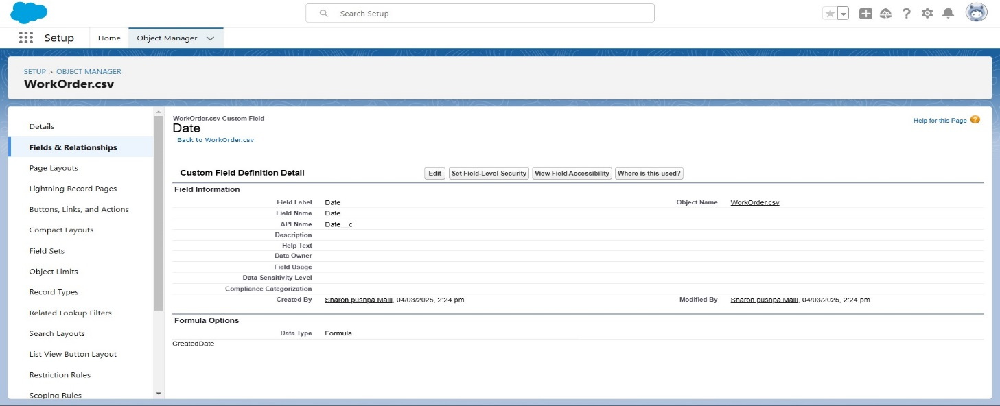 Search Setup
Setup
Home
Object Manager
SETUP > OBJECT MANAGER
WorkOrder.csv
Details
Fields & Relationships
Page Layouts
Lightning Record Pages
Buttons, Links, and Actions
Compact Layouts
Field Sets
Object Limits
Record Types
Related Lookup Filters
Search Layouts
List View Button Layout
Restriction Rules
Scoping Rules
WorkOrder.csv Custom Field
Date
Back to WorkOrder.csv
Help for this Page
Custom Field Definition Detail
Edit
Set Field-Level Security
View Field Accessibility
Where is this used?
Field Information
Field Label Date Object Name WorkOrder.csv
Field Name Date
API Name Date__c
Description
Help Text
Data Owner
Field Usage
Data Sensitivity Level
Compliance Categorization
Created By Sharon pushpa Malli, 04/03/2025, 2:24 pm Modified By Sharon pushpa Malli, 04/03/2025, 2:24 pm
Formula Options
Data Type Formula
CreatedDate